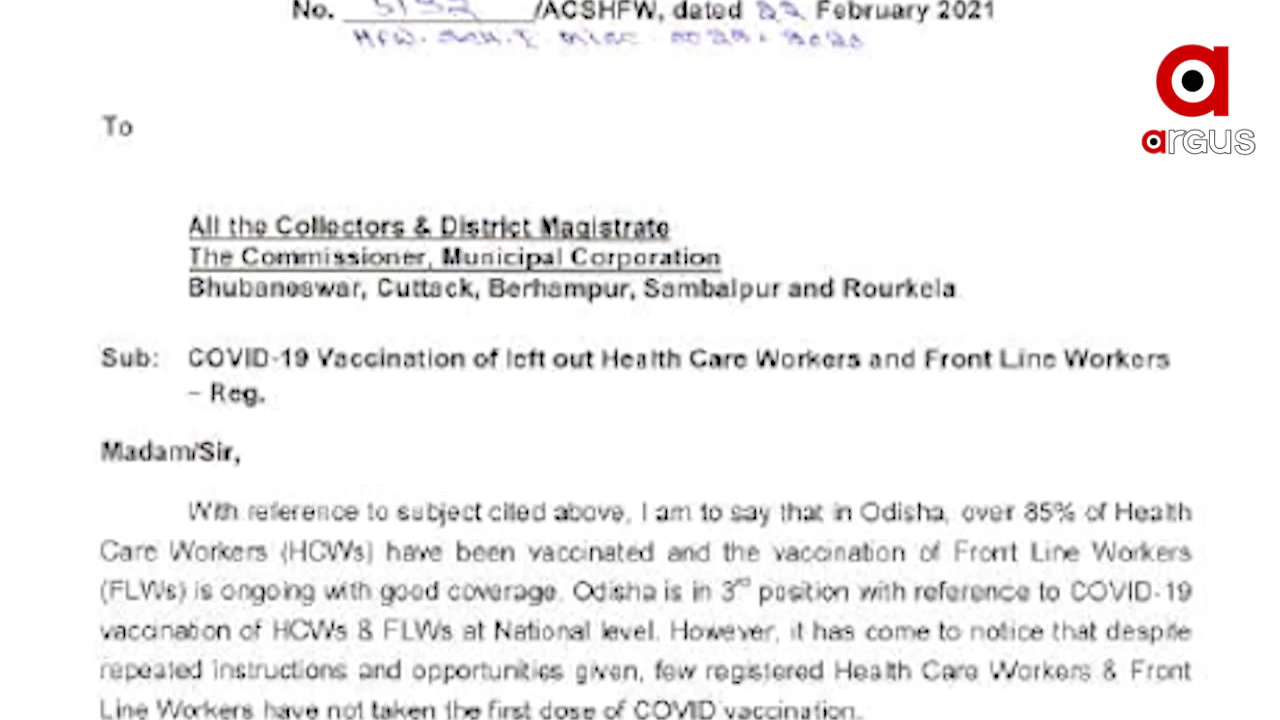 No. 5152 /ACSHFW, dated 22 February 2021
argus
To
All the Collectors & District Magistrate
The Commissioner, Municipal Corporation
Bhubaneswar, Cuttack, Berhampur, Sambalpur and Rourkela
Sub: COVID-19 Vaccination of left out Health Care Workers and Front Line Workers
– Reg.
Madam/Sir,
With reference to subject cited above, I am to say that in Odisha, over 85% of Health
Care Workers (HCWs) have been vaccinated and the vaccination of Front Line Workers
(FLWs) is ongoing with good coverage. Odisha is in 3rd position with reference to COVID-19
vaccination of HCWs & FLWs at National level. However, it has come to notice that despite
repeated instructions and opportunities given, few registered Health Care Workers & Front
Line Workers have not taken the first dose of COVID vaccination.